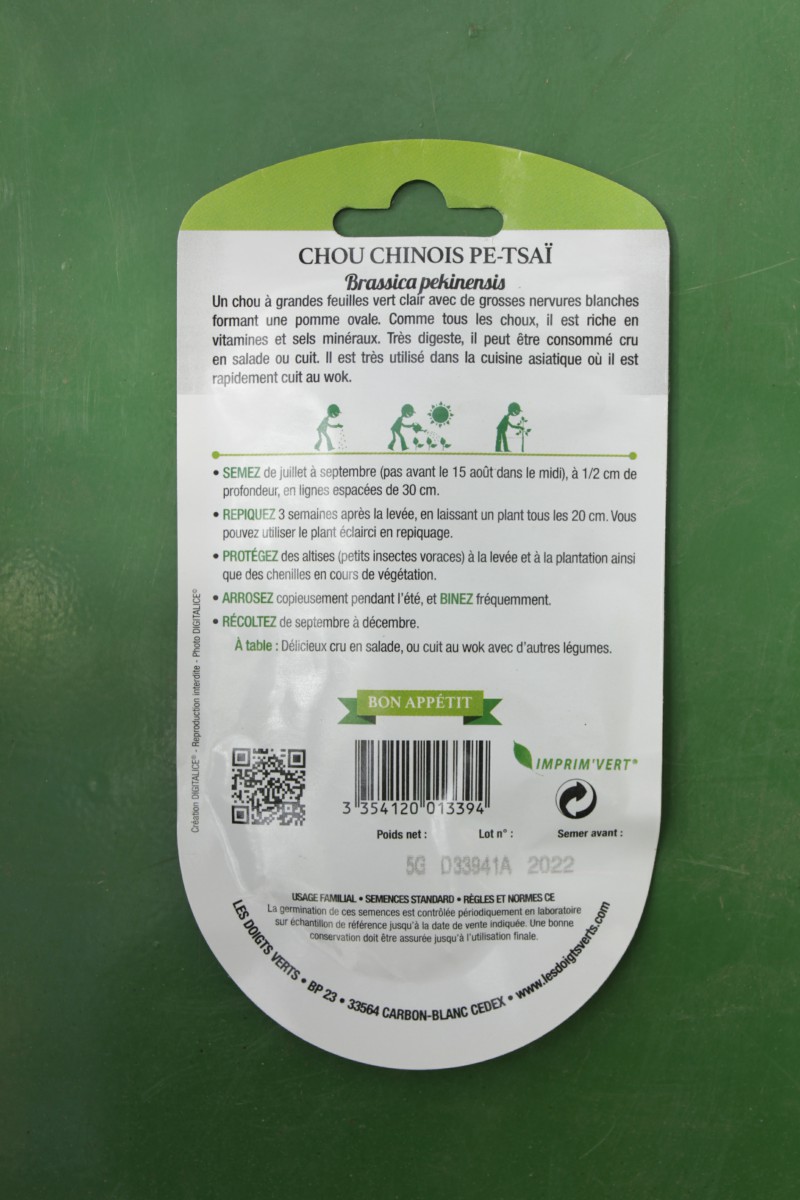 CHOU CHINOIS PE-TSAÏ
Brassica pekinensis
Un chou à grandes feuilles vert clair avec de grosses nervures blanches
formant une pomme ovale. Comme tous les choux, il est riche en
vitamines et sels minéraux. Très digeste, il peut être consommé cru
en salade ou cuit. Il est très utilisé dans la cuisine asiatique où il est
rapidement cuit au wok.
• SEMEZ de juillet à septembre (pas avant le 15 août dans le midi), à 1/2 cm de
profondeur, en lignes espacées de 30 cm.
• REPIQUEZ 3 semaines après la levée, en laissant un plant tous les 20 cm. Vous
pouvez utiliser le plant éclairci en repiquage.
• PROTÉGEZ des altises (petits insectes voraces) à la levée et à la plantation ainsi
que des chenilles en cours de végétation.
• ARROSEZ copieusement pendant l'été, et BINEZ fréquemment.
• RÉCOLTEZ de septembre à décembre.
À table : Délicieux cru en salade, ou cuit au wok avec d'autres légumes.
Création DIGITALICE® - Reproduction interdite - Photo DIGITALICE®
BON APPÉTIT
IMPRIM'VERT®
3 354120 013394
Poids net : Lot n° : Semer avant :
5G D33941A 2022
USAGE FAMILIAL • SEMENCES STANDARD • RÈGLES ET NORMES CE
La germination de ces semences est contrôlée périodiquement en laboratoire
sur échantillon de référence jusqu'à la date de vente indiquée. Une bonne
conservation doit être assurée jusqu'à l'utilisation finale.
LES DOIGTS VERTS • BP 23 • 33564 CARBON-BLANC CEDEX • www.lesdoigtsverts.com